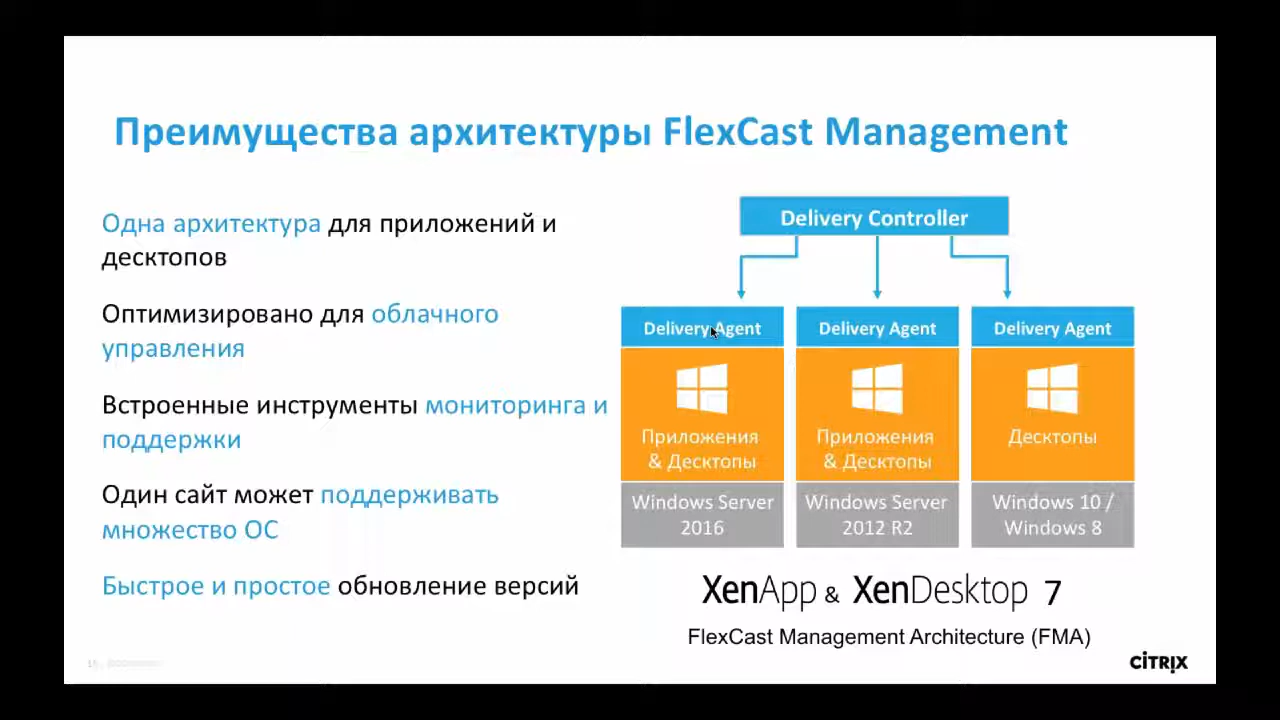 Преимущества архитектуры FlexCast Management
Одна архитектура для приложений и
десктопов
Оптимизировано для облачного
управления
Встроенные инструменты мониторинга и
поддержки
Один сайт может поддерживать
множество ОС
Быстрое и простое обновление версий
Delivery Controller
Delivery Agent
Delivery Agent
Delivery Agent
Приложения
& Десктопы
Приложения
& Десктопы
Десктопы
Windows Server
2016
Windows Server
2012 R2
Windows 10 /
Windows 8
XenApp & XenDesktop 7
FlexCast Management Architecture (FMA)
CITRIX